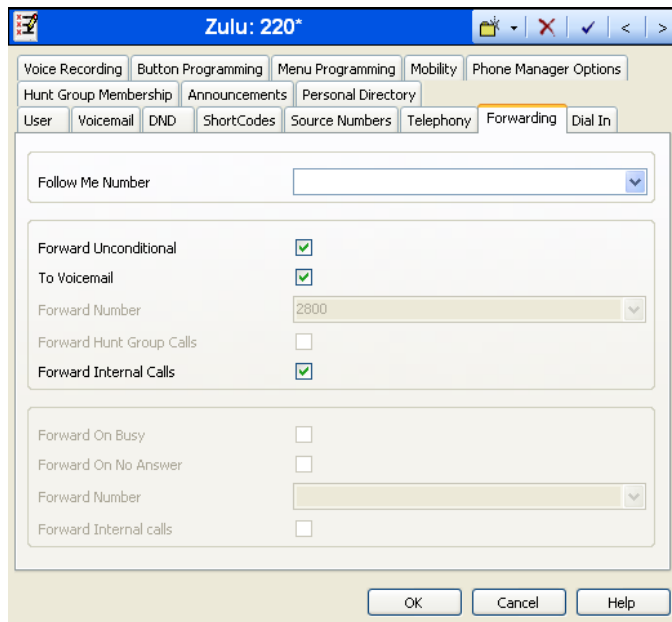 Zulu: 220*
< >
Voice Recording Button Programming Menu Programming Mobility Phone Manager Options
Hunt Group Membership Announcements Personal Directory
User Voicemail DND ShortCodes Source Numbers Telephony Forwarding Dial In
Follow Me Number
Forward Unconditional
To Voicemail
Forward Number 2800
Forward Hunt Group Calls
Forward Internal Calls
Forward On Busy
Forward On No Answer
Forward Number
Forward Internal calls
OK Cancel Help